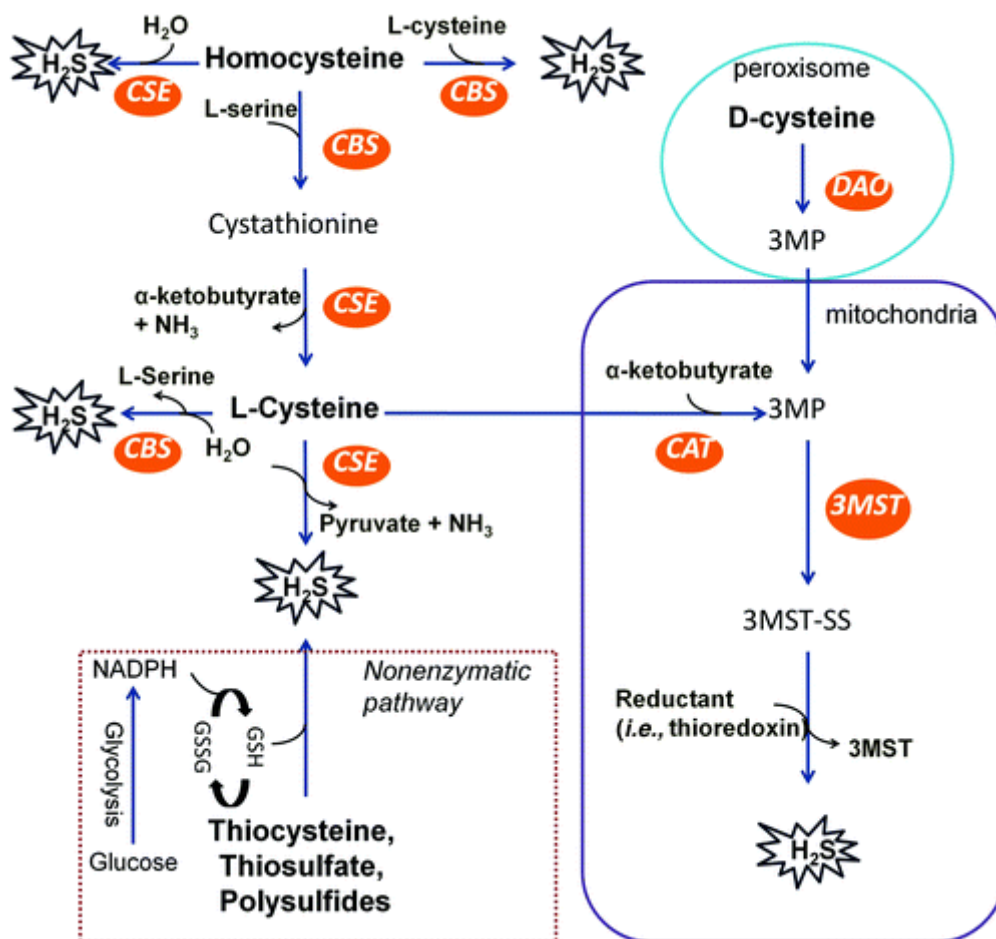 H₂O
L-cysteine
H₂S
Homocysteine
H₂S
CSE
CBS
L-serine
CBS
Cystathionine
α-ketobutyrate
+ NH₃
CSE
L-Serine
H₂S
L-Cysteine
CBS
H₂O
CSE
Pyruvate + NH₃
H₂S
peroxisome
D-cysteine
DAO
3MP
mitochondria
α-ketobutyrate
3MP
CAT
3MST
3MST-SS
Reductant
(i.e., thioredoxin)
3MST
H₂S
NADPH
Nonenzymatic
pathway
Glycolysis
GSSG
GSH
Glucose
Thiocysteine,
Thiosulfate,
Polysulfides